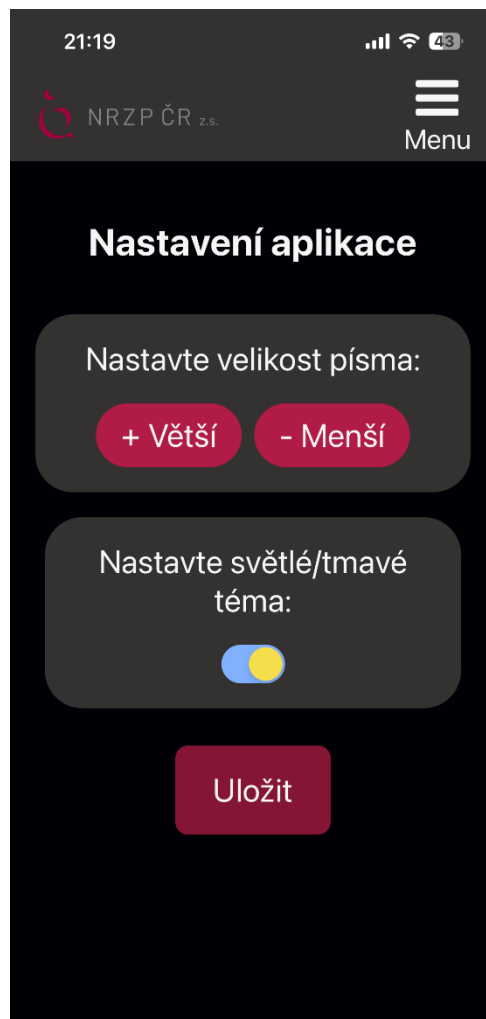 21:19
43
NRZP ČR z.s.
Menu
Nastavení aplikace
Nastavte velikost písma:
+ Větší
- Menší
Nastavte světlé/tmavé
téma:
Uložit